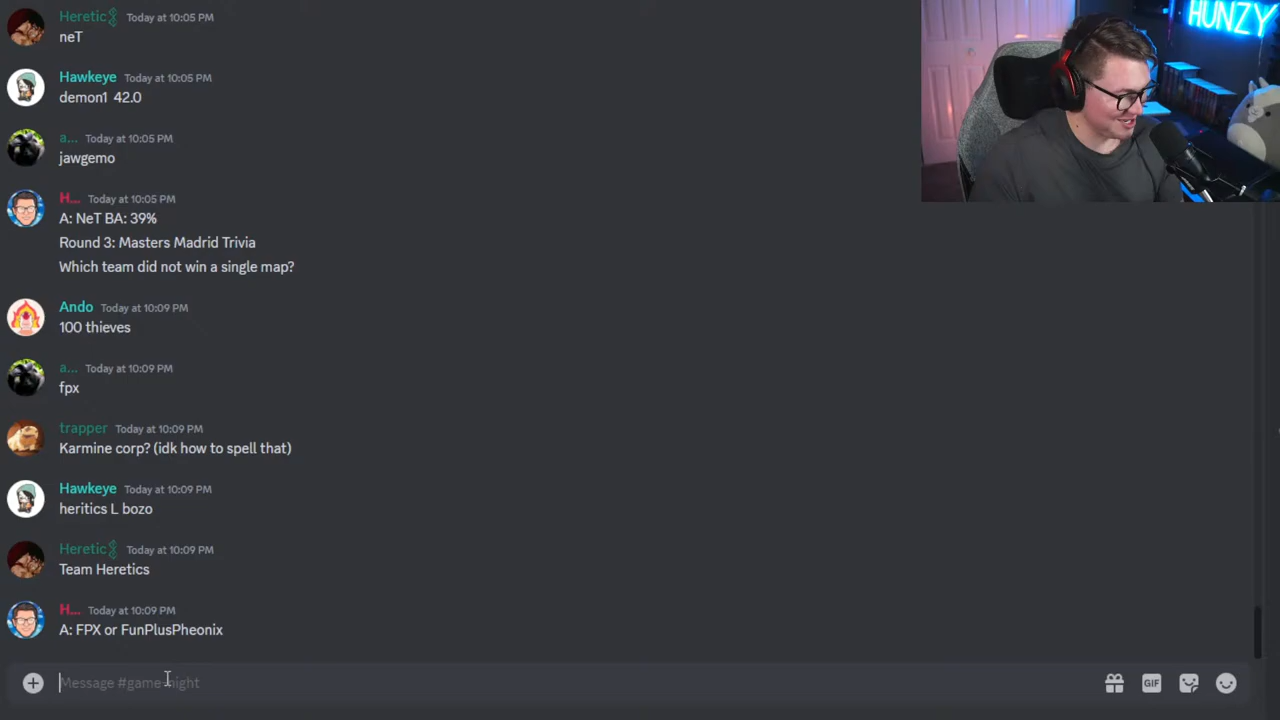 Heretic Today at 10:05 PM
neT
HUNZY
Hawkeye Today at 10:05 PM
demon1 42.0
a... Today at 10:05 PM
jawgemo
H... Today at 10:05 PM
A: NeT BA: 39%
Round 3: Masters Madrid Trivia
Which team did not win a single map?
Ando Today at 10:09 PM
100 thieves
a... Today at 10:09 PM
fpx
trapper Today at 10:09 PM
Karmine corp? (idk how to spell that)
Hawkeye Today at 10:09 PM
heritics L bozo
Heretic Today at 10:09 PM
Team Heretics
H... Today at 10:09 PM
A: FPX or FunPlusPheonix
Message #game-night
GIF